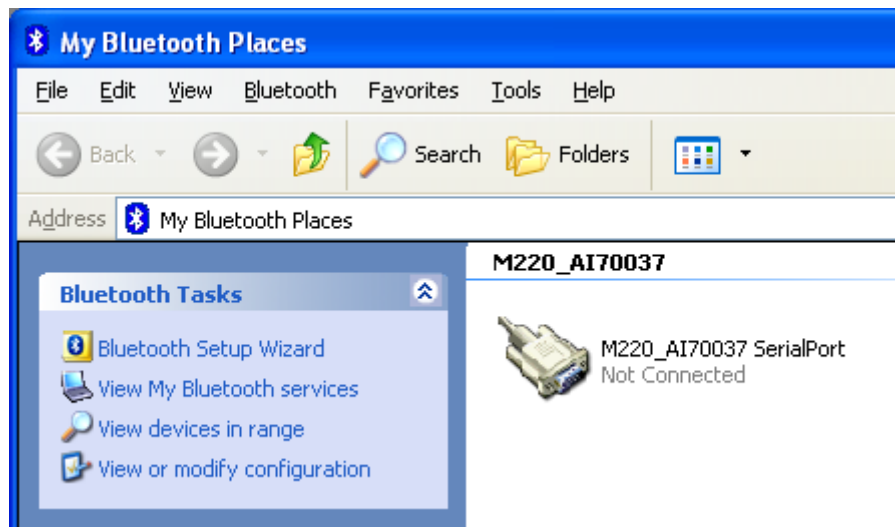 My Bluetooth Places
File Edit View Bluetooth Favorites Tools Help
Back Search Folders
Address My Bluetooth Places
M220_AI70037
Bluetooth Tasks
Bluetooth Setup Wizard
View My Bluetooth services
View devices in range
View or modify configuration
M220_AI70037 SerialPort
Not Connected